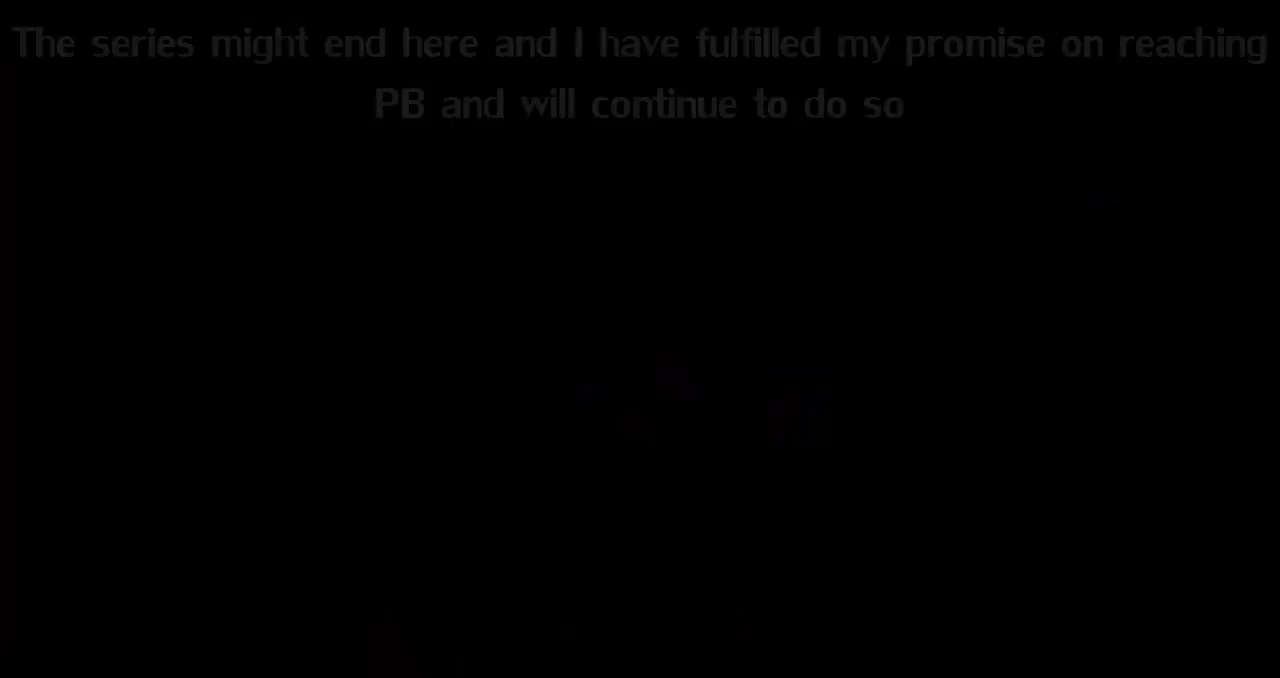 The series might end here and I have fulfilled my promise on reaching
PB and will continue to do so